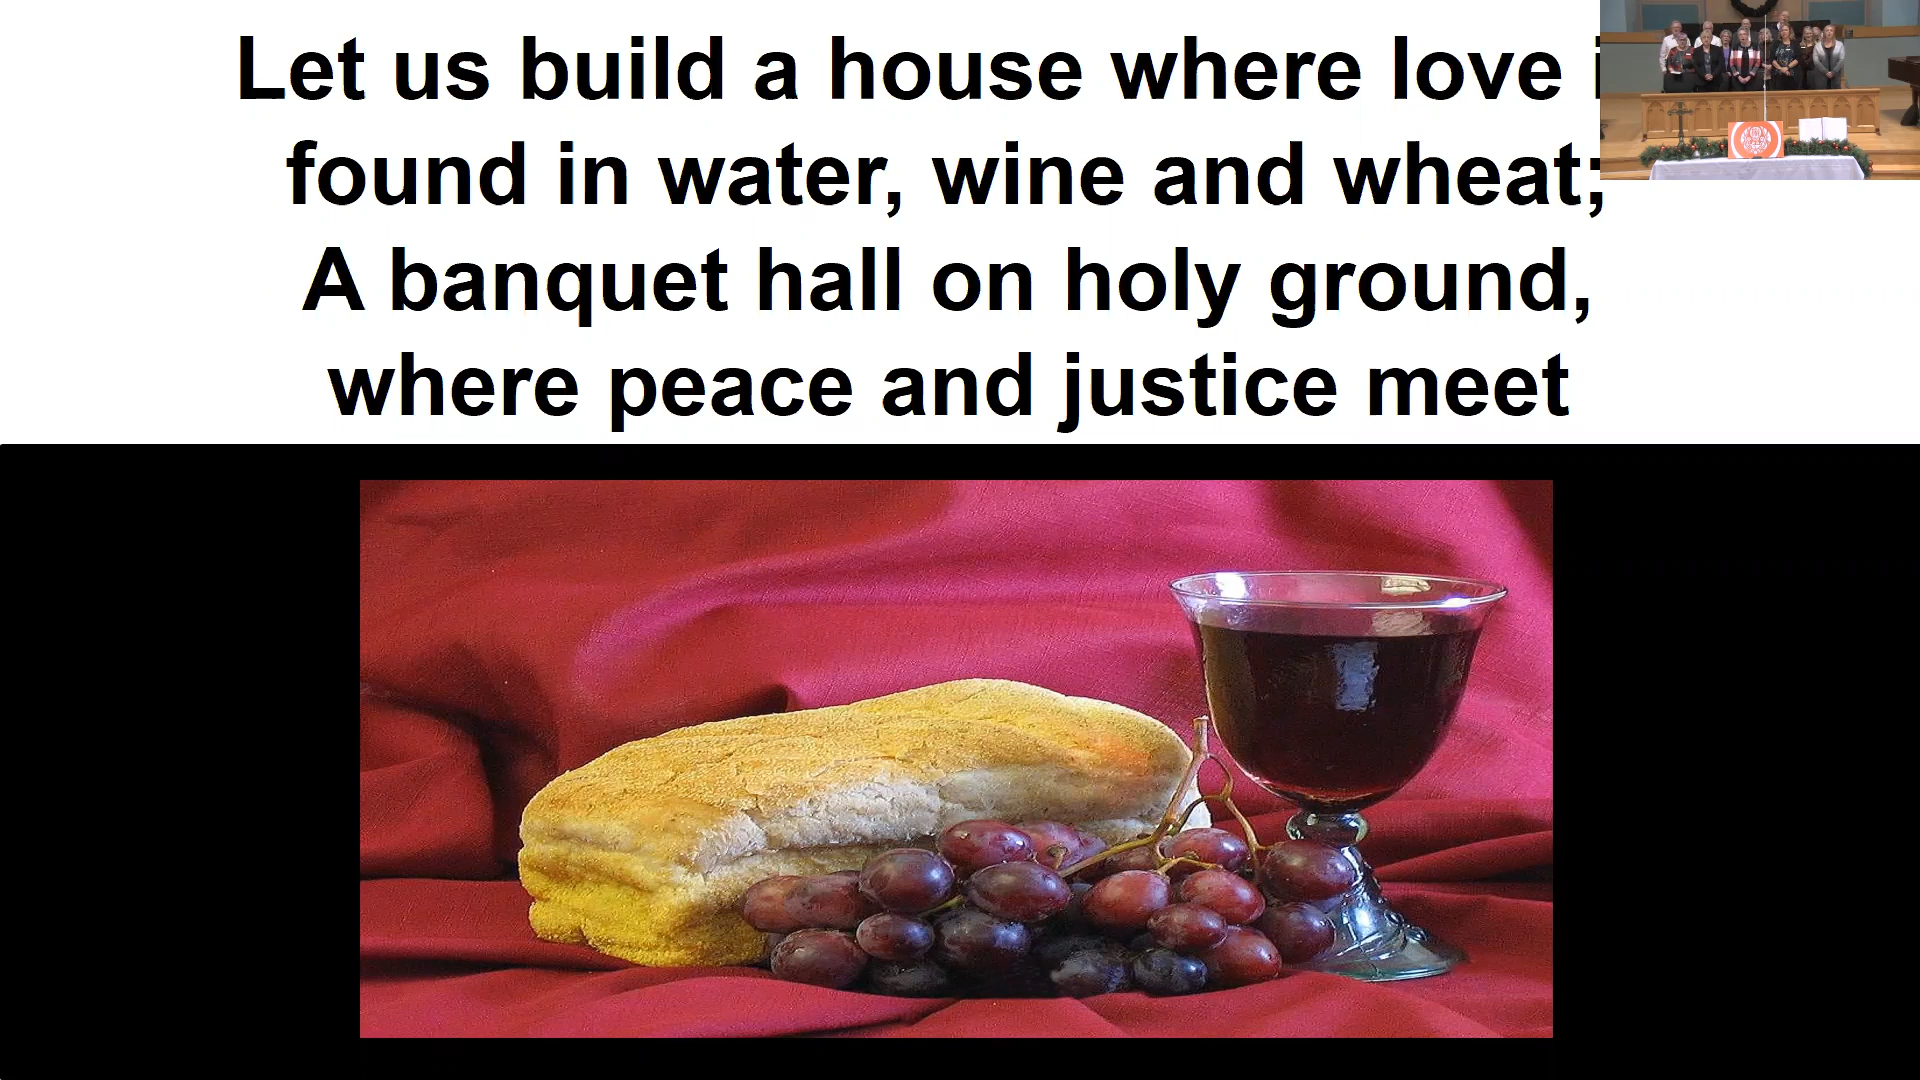 Let us build a house where love
found in water, wine and wheat;
A banquet hall on holy ground,
where peace and justice meet